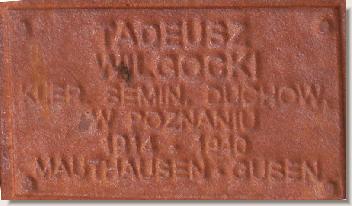 TADEUSZ
WILGOCKI
KLER. SEMIN. DUCHOW.
W POZNANIU
1914 - 1940
MAUTHAUSEN - GUSEN